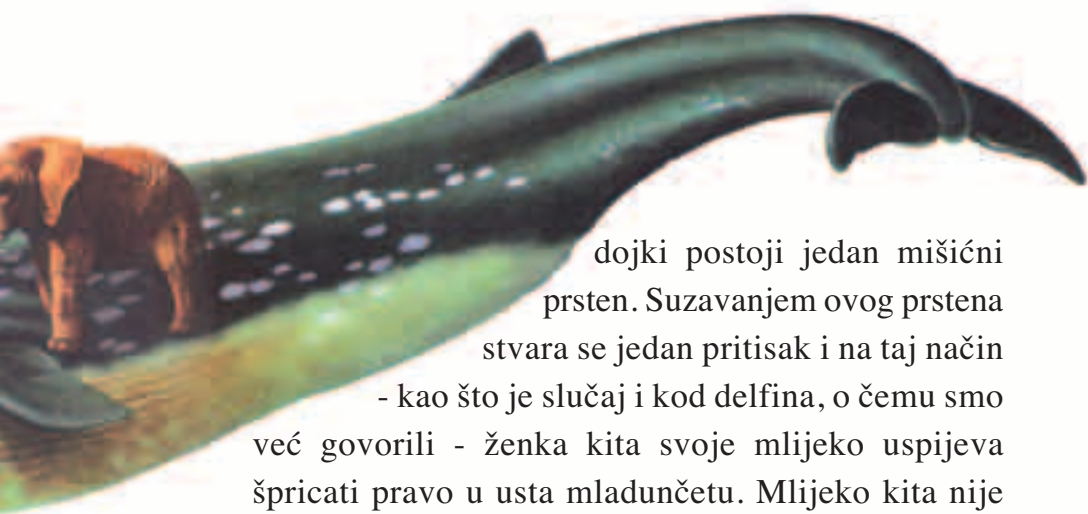 dojki postoji jedan mišićni
prsten. Suzavanjem ovog prstena
stvara se jedan pritisak i na taj način
- kao što je slučaj i kod delfina, o čemu smo
već govorili - ženka kita svoje mlijeko uspijeva
špricati pravo u usta mladunčetu. Mlijeko kita nije